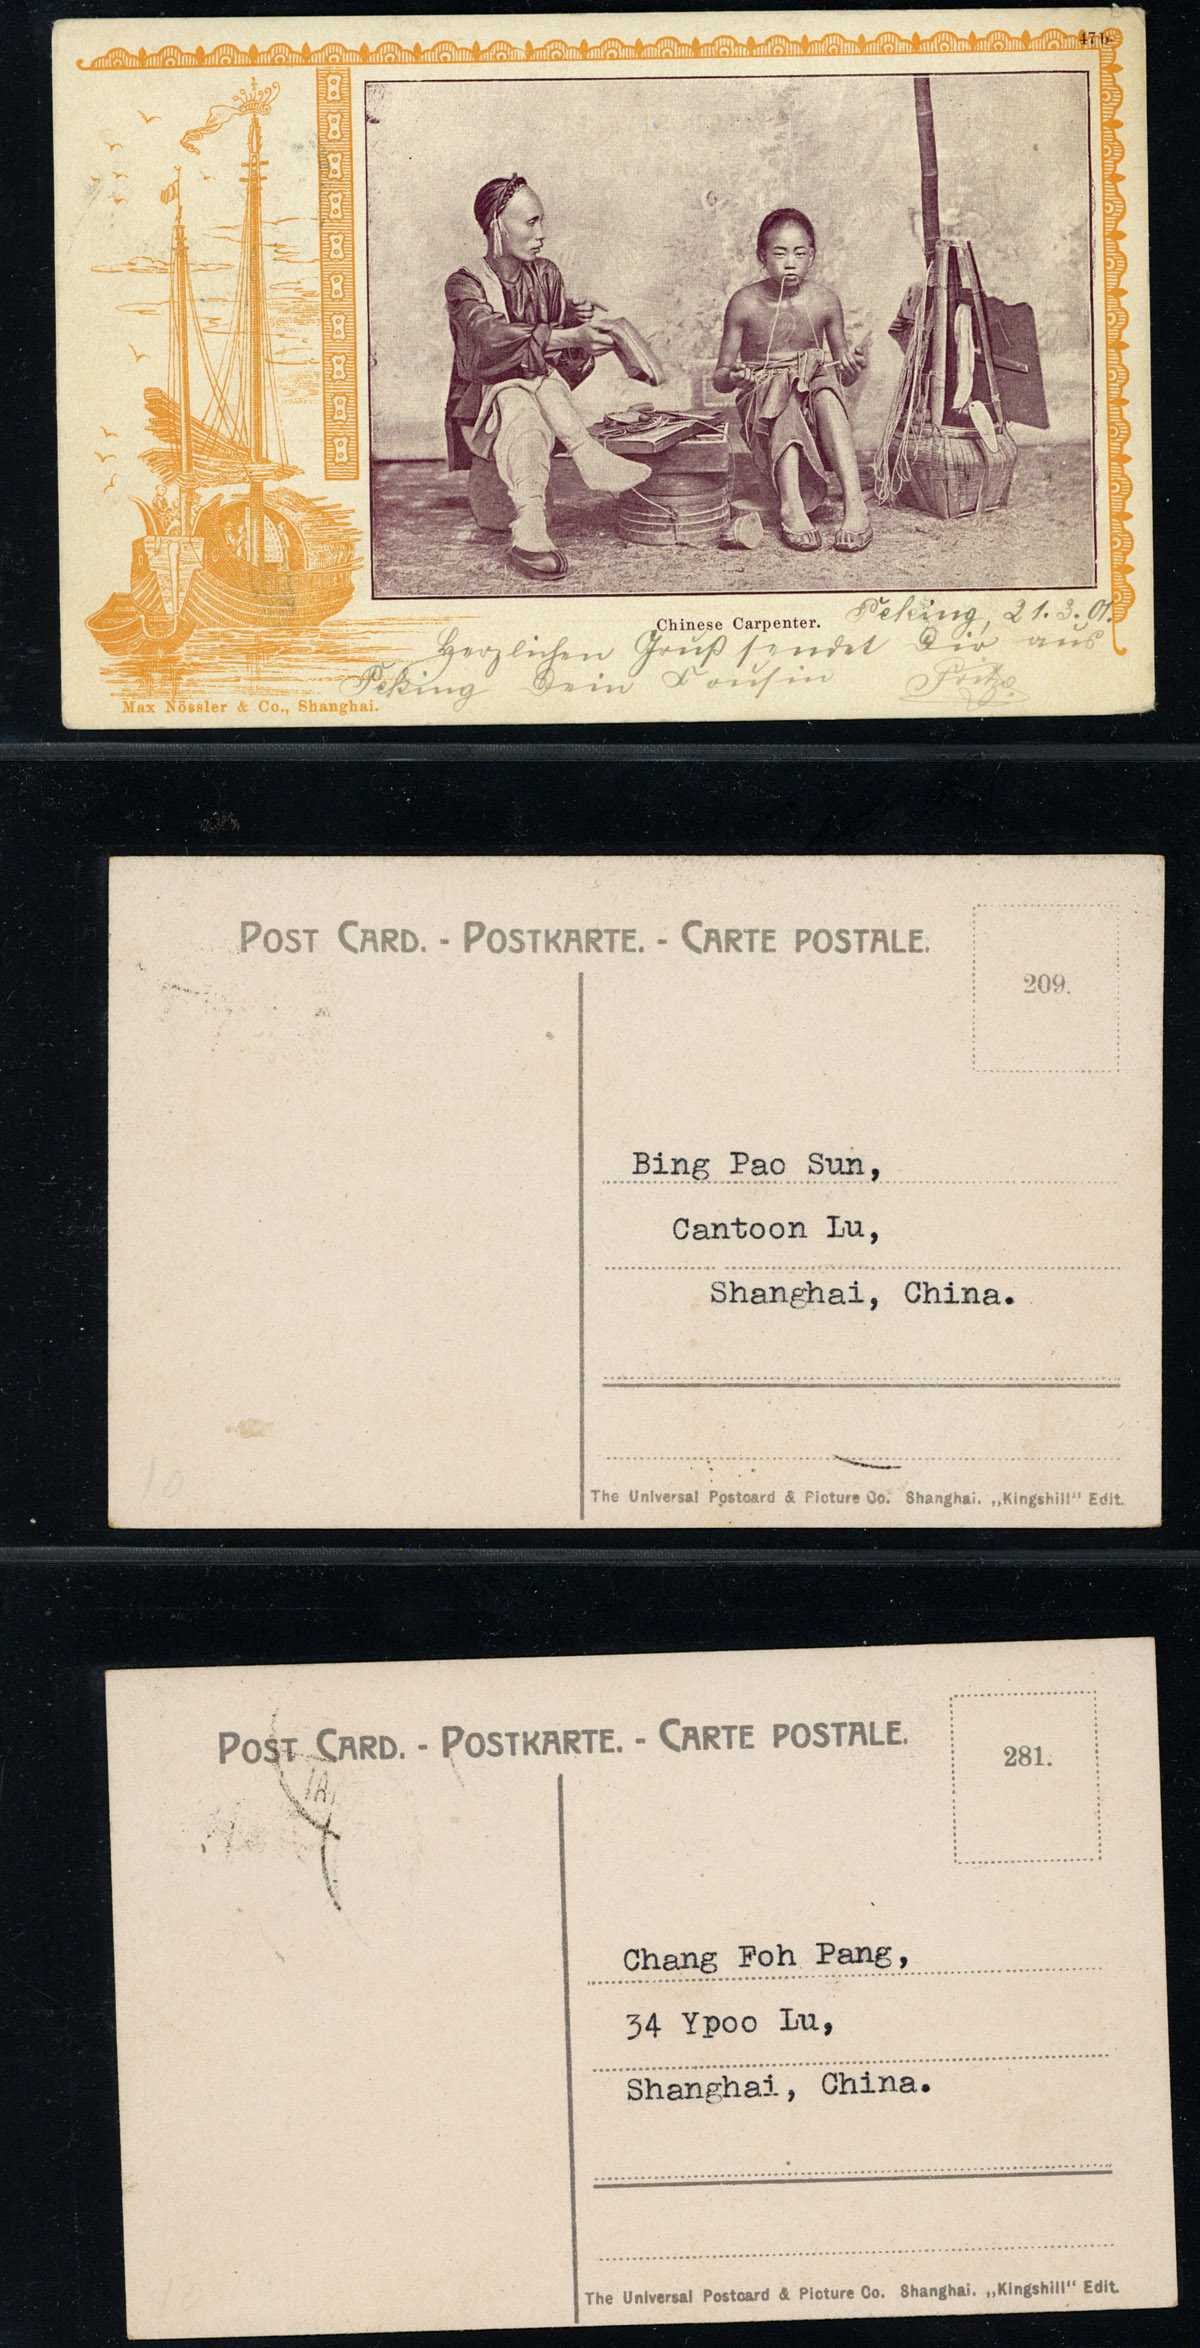 47b
Chinese Carpenter.
Peking, 21.3.01.
Herzlichen Gruß sendet Dir aus
Peking Dein Cousin Fritz.
Max Nössler & Co., Shanghai.
POST CARD. - POSTKARTE. - CARTE POSTALE.
209.
Bing Pao Sun,
Cantoon Lu,
Shanghai, China.
The Universal Postcard & Picture Co. Shanghai. „Kingshill" Edit.
POST CARD. - POSTKARTE. - CARTE POSTALE.
281.
Chang Foh Pang,
34 Ypoo Lu,
Shanghai, China.
The Universal Postcard & Picture Co. Shanghai. „Kingshill" Edit.